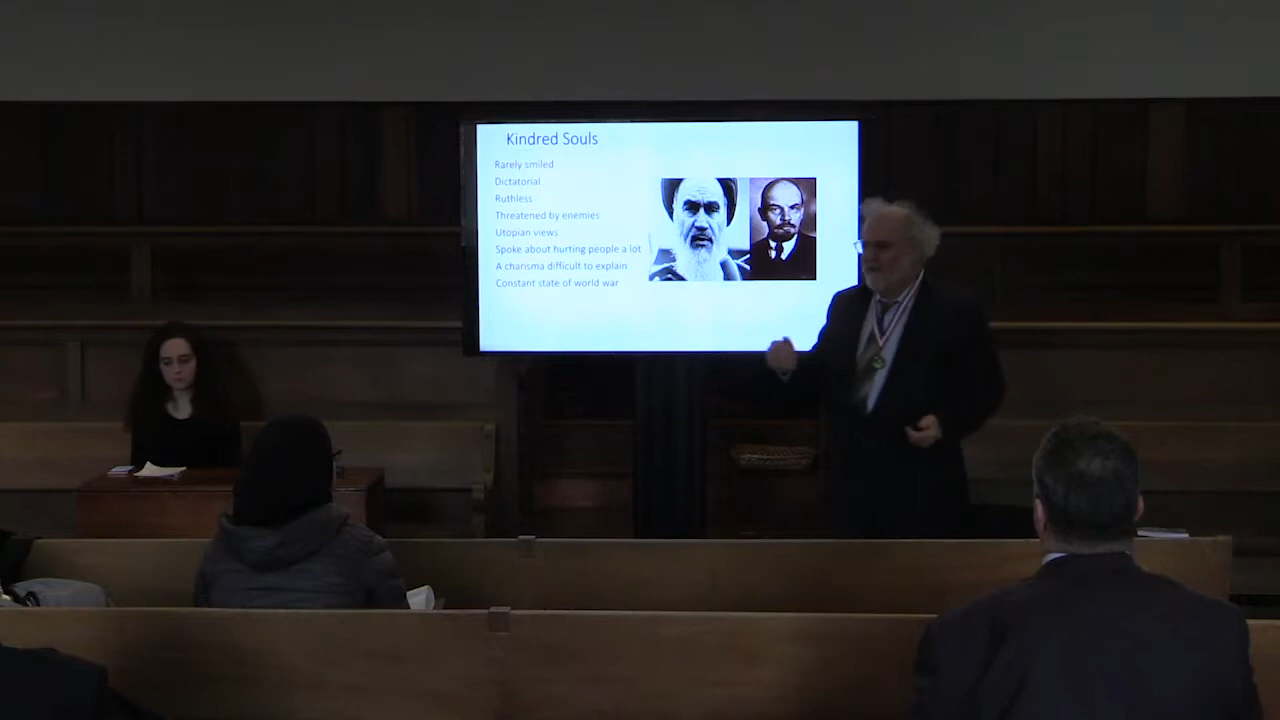 Kindred Souls
Rarely smiled
Dictatorial
Ruthless
Threatened by enemies
Utopian views
Spoke about hurting people a lot
A charisma difficult to explain
Constant state of world war